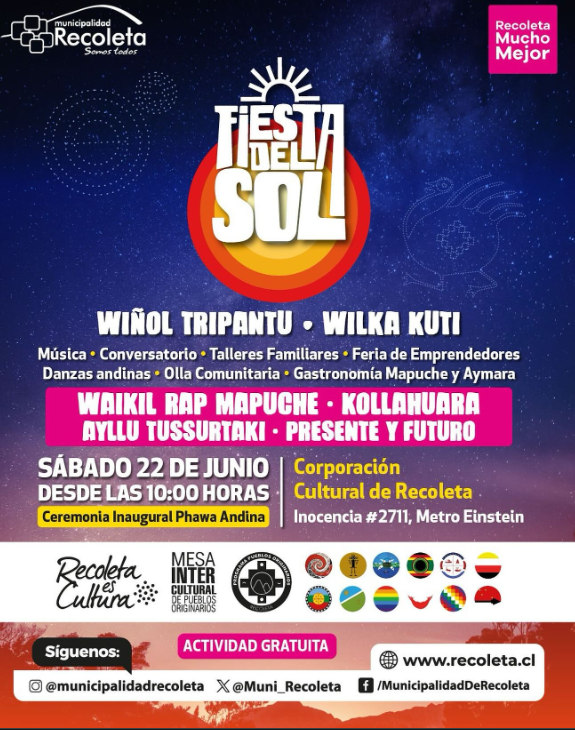 municipalidad
Recoleta
Somos todos
Recoleta
Mucho
Mejor
FIESTA
DEL
SOL
WIÑOL TRIPANTU • WILKA KUTI
Música • Conversatorio • Talleres Familiares • Feria de Emprendedores
Danzas andinas • Olla Comunitaria • Gastronomía Mapuche y Aymara
WAIKIL RAP MAPUCHE • KOLLAHUARA
AYLLU TUSSURTAKI • PRESENTE Y FUTURO
SÁBADO 22 DE JUNIO
DESDE LAS 10:00 HORAS
Ceremonia Inaugural Phawa Andina
Corporación
Cultural de Recoleta
Inocencia #2711, Metro Einstein
Recoleta
es
Cultura
MESA
INTER
CULTURAL
DE PUEBLOS
ORIGINARIOS
PROGRAMA PUEBLOS ORIGINARIOS
Síguenos:
ACTIVIDAD GRATUITA
www.recoleta.cl
@municipalidadrecoleta
@Muni_Recoleta
/MunicipalidadDeRecoleta